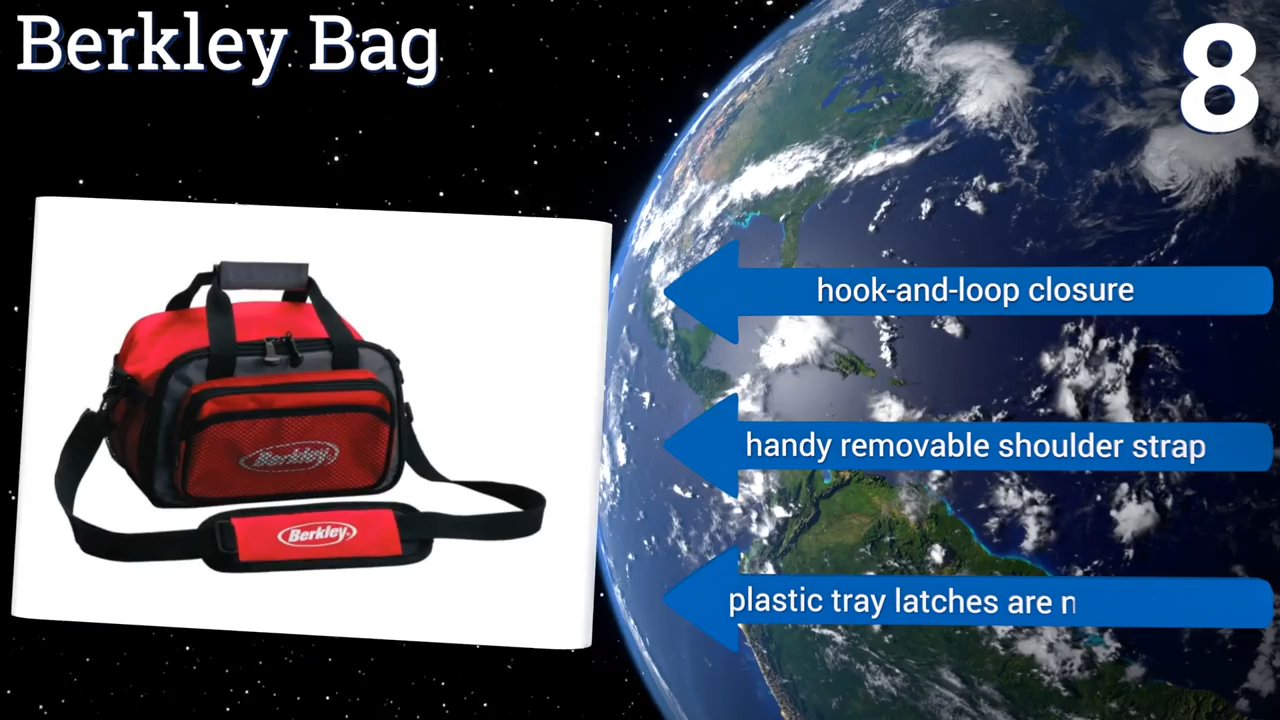 Berkley Bag
8
hook-and-loop closure
handy removable shoulder strap
plastic tray latches are n
Berkley
Berkley